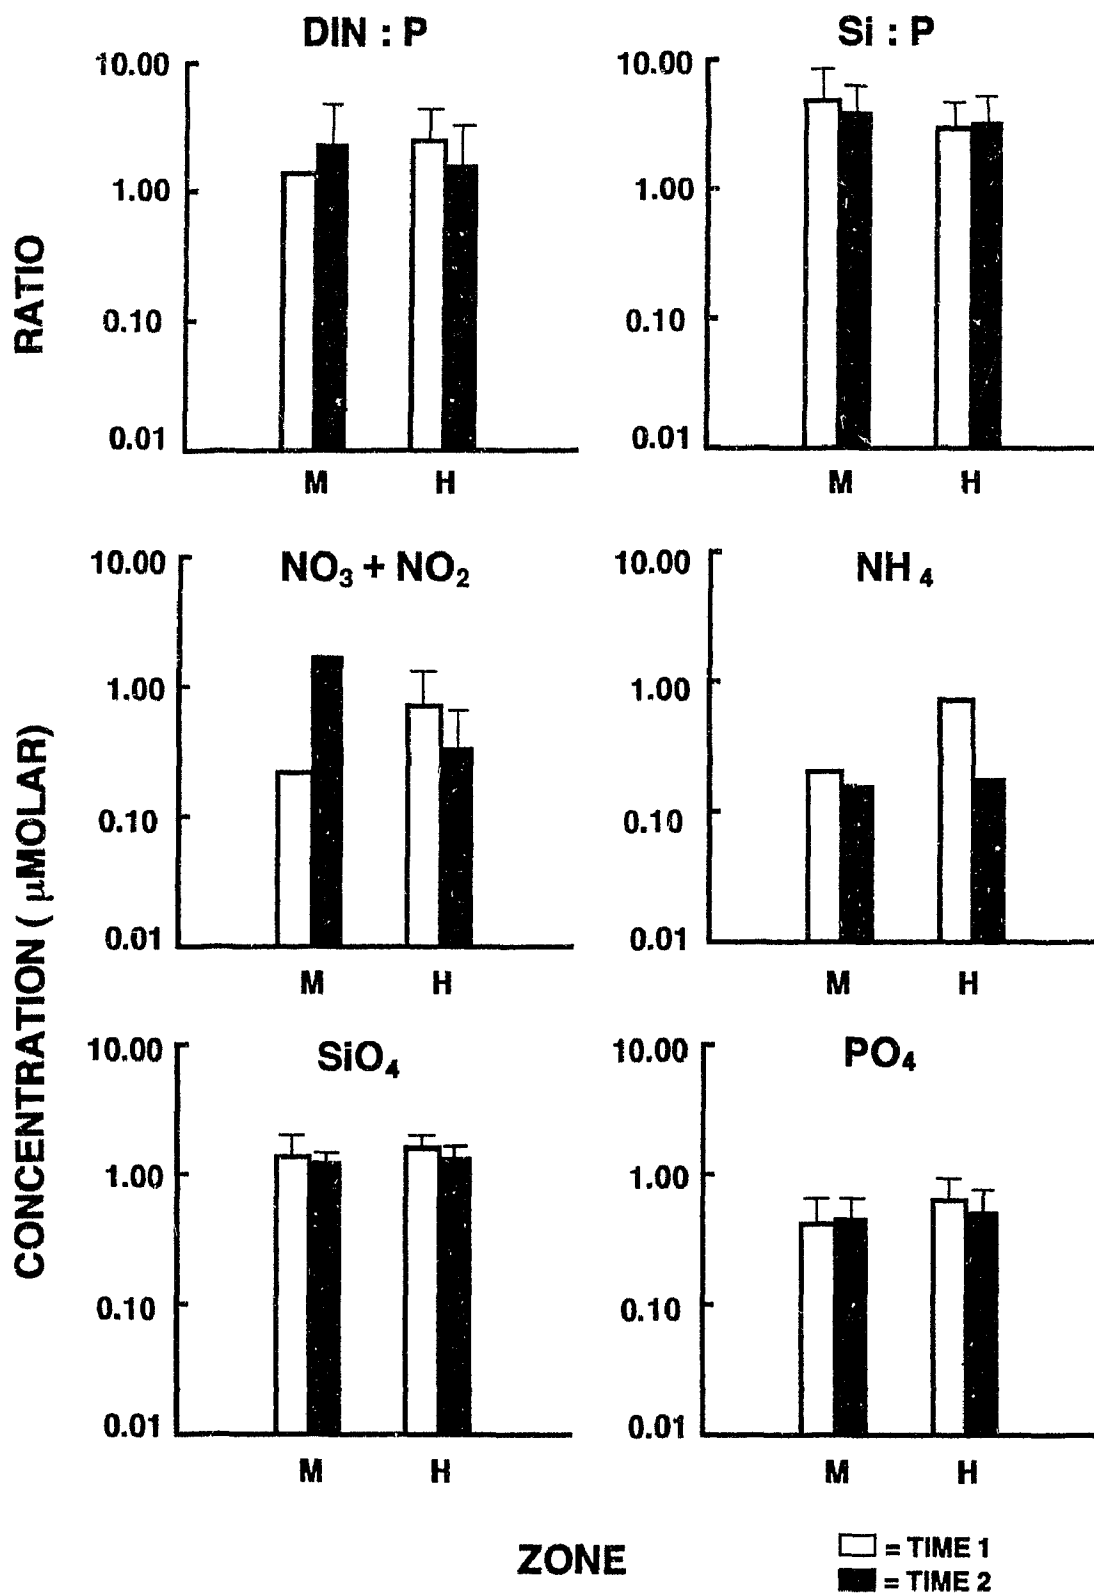 DIN : P
10.00
1.00
0.10
0.01
M H
Si : P
10.00
1.00
0.10
0.01
M H
RATIO
NO₃ + NO₂
10.00
1.00
0.10
0.01
M H
NH₄
10.00
1.00
0.10
0.01
M H
CONCENTRATION ( μMOLAR)
SiO₄
10.00
1.00
0.10
0.01
M H
PO₄
10.00
1.00
0.10
0.01
M H
ZONE
= TIME 1
= TIME 2